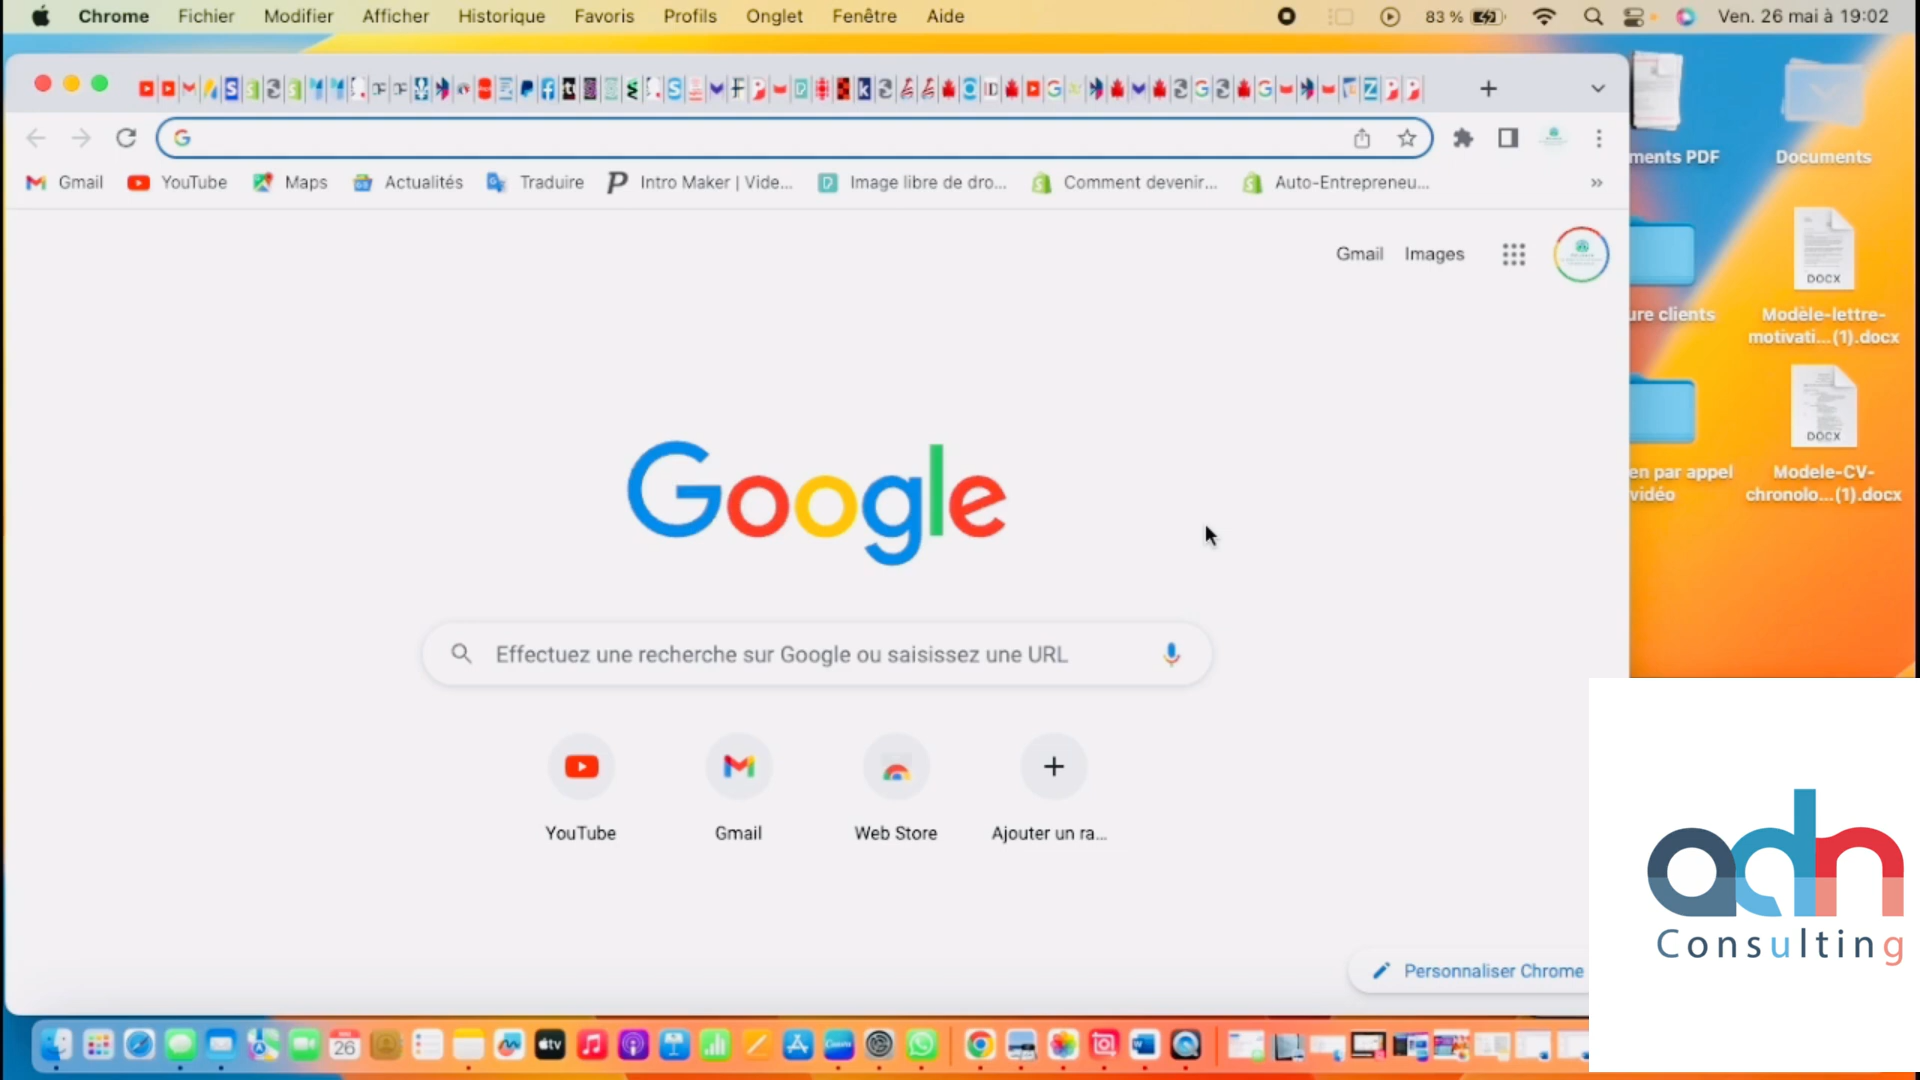 Chrome Fichier Modifier Afficher Historique Favoris Profils Onglet Fenêtre Aide 83 % Ven. 26 mai à 19:02
Gmail YouTube Maps Actualités Traduire Intro Maker | Vide... Image libre de dro... Comment devenir... Auto-Entrepreneu... »
Gmail Images
Google
Effectuez une recherche sur Google ou saisissez une URL
YouTube Gmail Web Store Ajouter un ra...
Personnaliser Chrome
ments PDF
Documents
ure clients
DOCX
Modèle-lettre-
motivati...(1).docx
en par appel
vidéo
DOCX
Modele-CV-
chronolo...(1).docx
adn
Consulting
26
tv